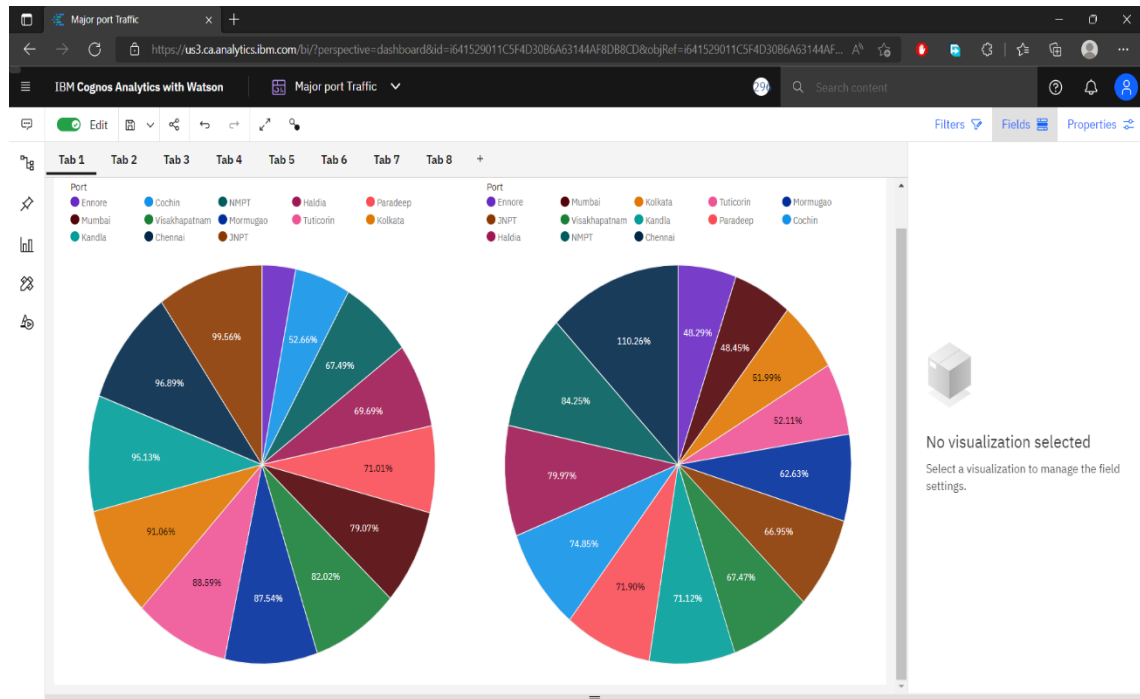 Major port Traffic
https://us3.ca.analytics.ibm.com/bi/?perspective=dashboard&id=i641529011C5F4D30B6A63144AF8DB8CD&objRef=i641529011C5F4D30B6A63144AF...
IBM Cognos Analytics with Watson Major port Traffic Search content
Edit Filters Fields Properties
Tab 1 Tab 2 Tab 3 Tab 4 Tab 5 Tab 6 Tab 7 Tab 8 +
Port
Ennore Cochin NMPT Haldia Paradeep
Mumbai Visakhapatnam Mormugao Tuticorin Kolkata
Kandla Chennai JNPT
52.66%
67.49%
69.69%
71.01%
79.07%
82.02%
87.54%
88.59%
91.06%
95.13%
96.89%
99.56%
Port
Ennore Mumbai Kolkata Tuticorin Mormugao
JNPT Visakhapatnam Kandla Paradeep Cochin
Haldia NMPT Chennai
48.29%
48.45%
51.99%
52.11%
62.63%
66.95%
67.47%
71.12%
71.90%
74.85%
79.97%
84.25%
110.26%
No visualization selected
Select a visualization to manage the field
settings.